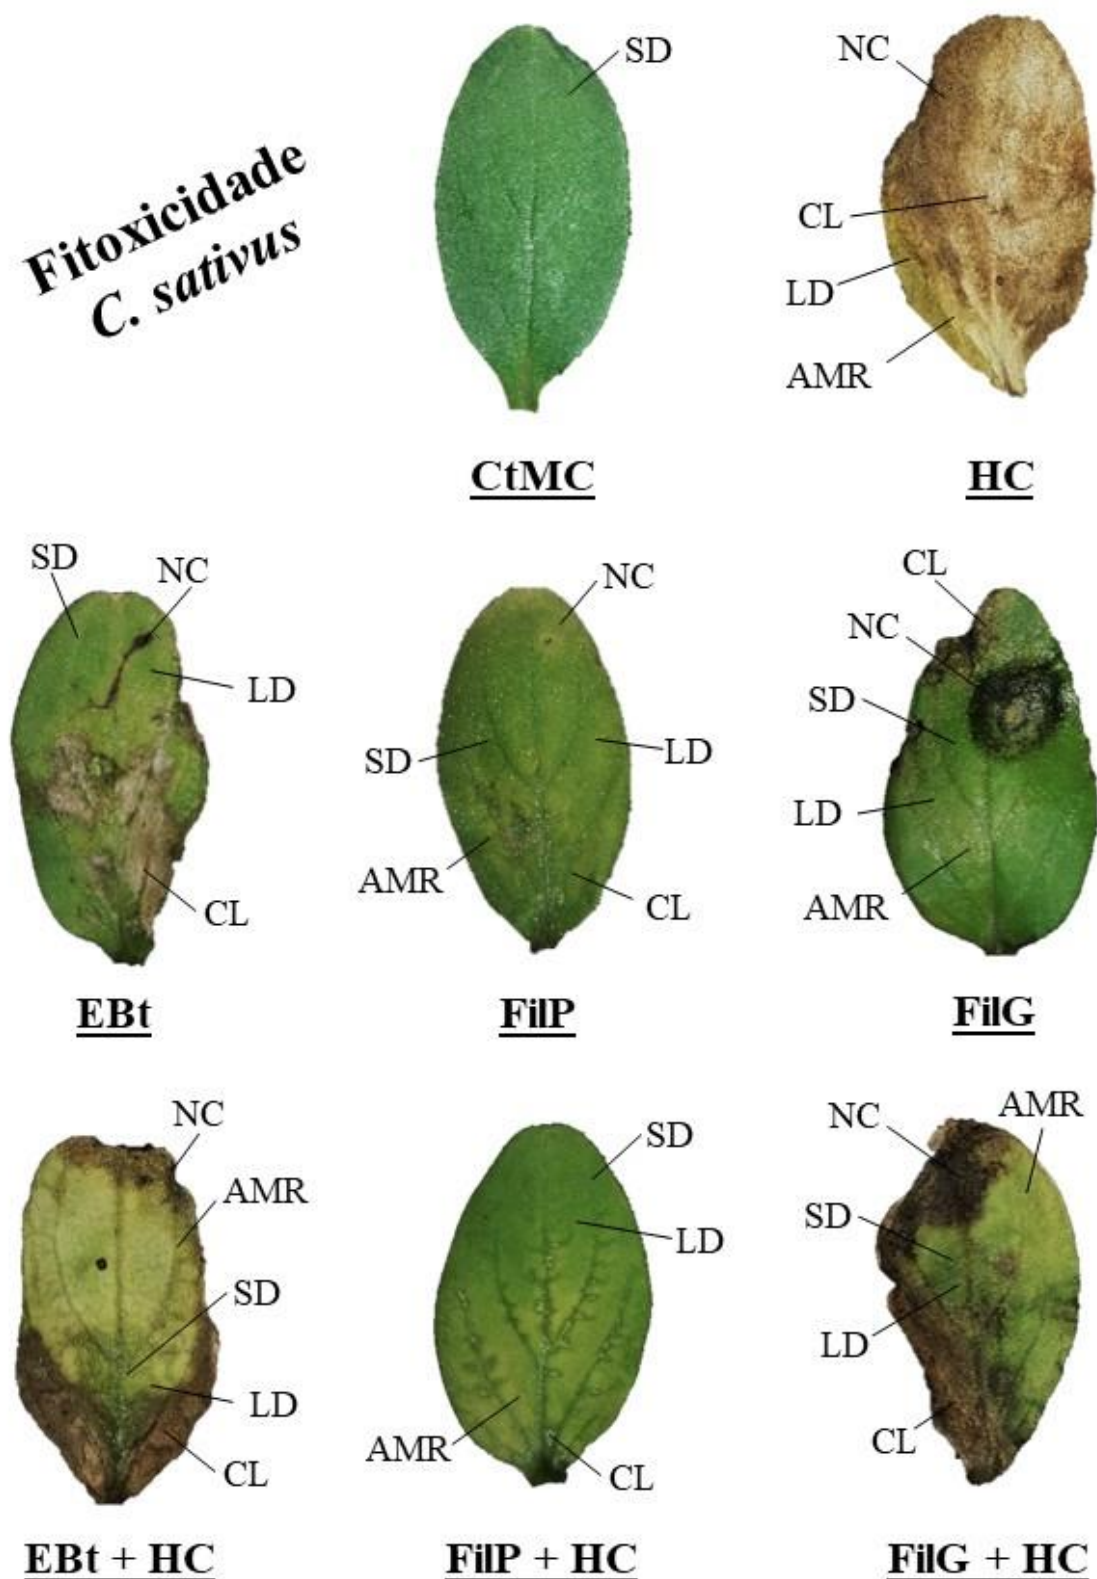 Fitoxicidade
C. sativus
SD
CtMC
NC
CL
LD
AMR
HC
SD
NC
LD
CL
EBt
NC
SD
LD
AMR
CL
FilP
CL
NC
SD
LD
AMR
FilG
NC
AMR
SD
LD
CL
EBt + HC
SD
LD
AMR
CL
FilP + HC
NC
AMR
SD
LD
CL
FilG + HC